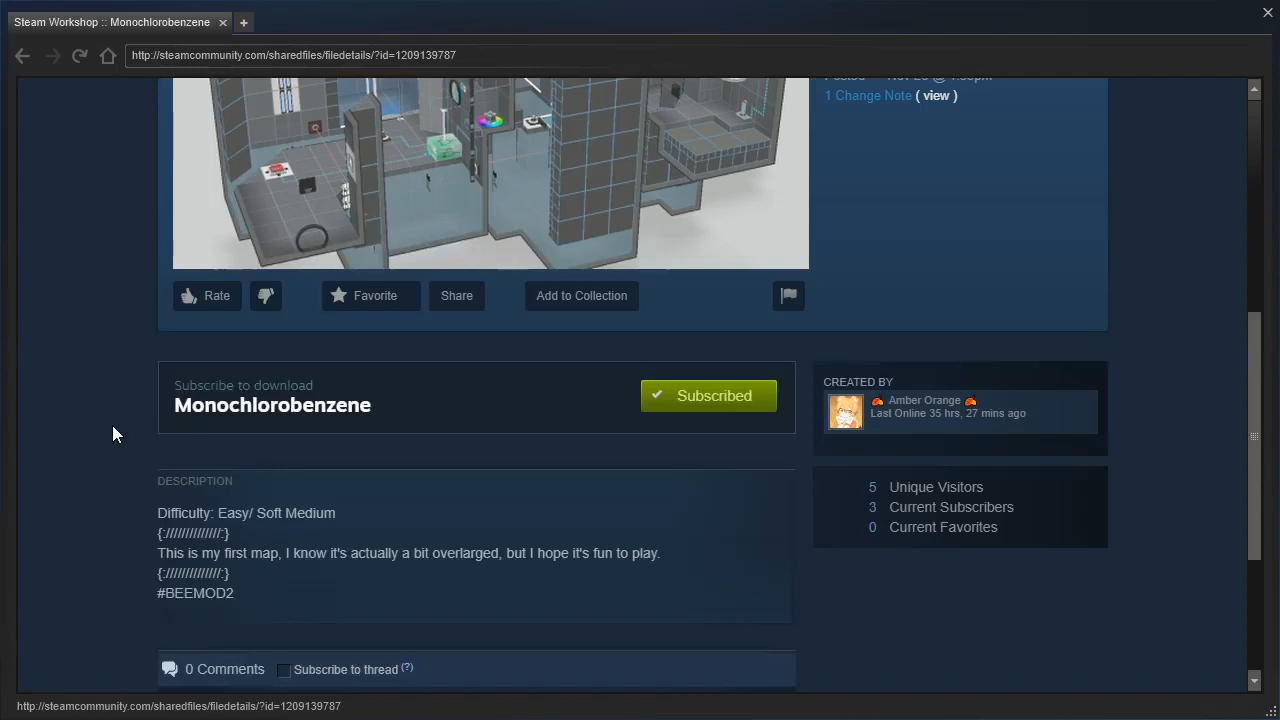 Steam Workshop :: Monochlorobenzene
http://steamcommunity.com/sharedfiles/filedetails/?id=1209139787
1 Change Note ( view )
Rate
Favorite
Share
Add to Collection
Subscribe to download
Monochlorobenzene
Subscribed
CREATED BY
Amber Orange
Last Online 35 hrs, 27 mins ago
5 Unique Visitors
3 Current Subscribers
0 Current Favorites
DESCRIPTION
Difficulty: Easy/ Soft Medium
{://////////////:}
This is my first map, I know it's actually a bit overlarged, but I hope it's fun to play.
{://////////////:}
#BEEMOD2
0 Comments
Subscribe to thread (?)
http://steamcommunity.com/sharedfiles/filedetails/?id=1209139787